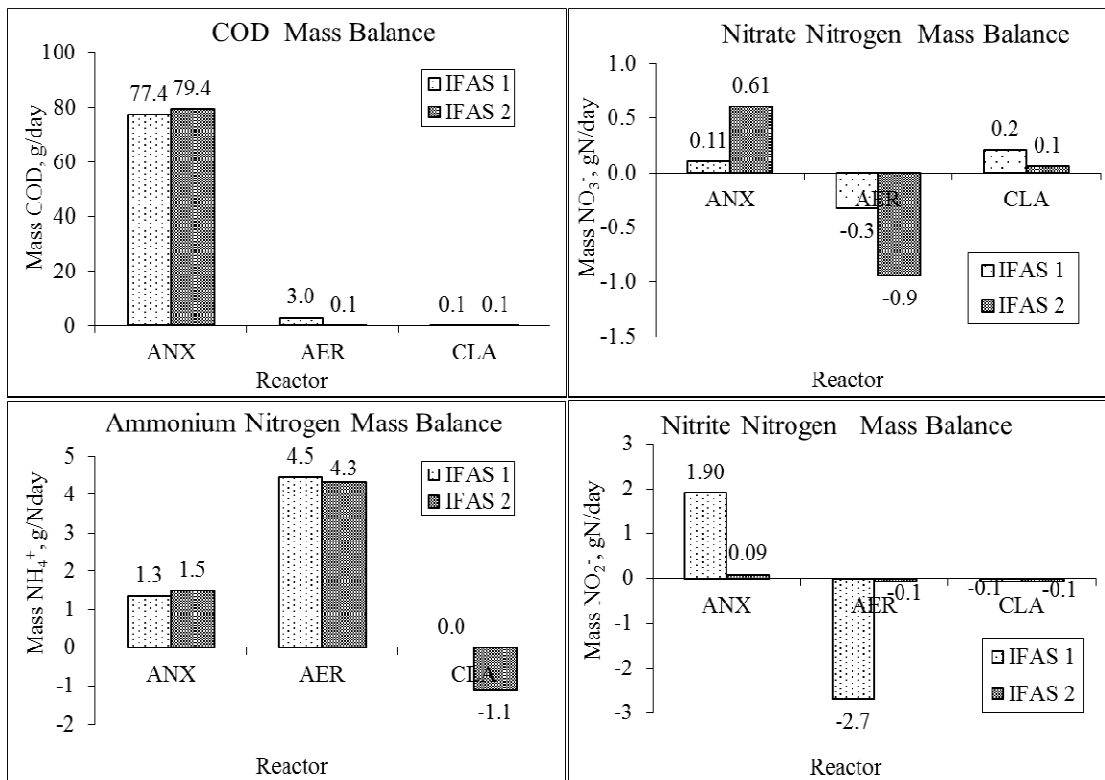 COD Mass Balance
Mass COD, g/day
100
80
60
40
20
0
77.4 79.4
3.0 0.1
0.1 0.1
IFAS 1
IFAS 2
ANX AER CLA
Reactor
Nitrate Nitrogen Mass Balance
Mass NO3-, gN/day
1.0
0.5
0.0
-0.5
-1.0
-1.5
0.11 0.61
-0.3 -0.9
0.2 0.1
ANX AER CLA
IFAS 1
IFAS 2
Reactor
Ammonium Nitrogen Mass Balance
Mass NH4+, g/Nday
5
4
3
2
1
0
-1
-2
1.3 1.5
4.5 4.3
0.0 -1.1
IFAS 1
IFAS 2
ANX AER CLA
Reactor
Nitrite Nitrogen Mass Balance
Mass NO2-, gN/day
3
2
1
0
-1
-2
-3
1.90 0.09
-2.7 -0.1
-0.1 -0.1
ANX AER CLA
IFAS 1
IFAS 2
Reactor